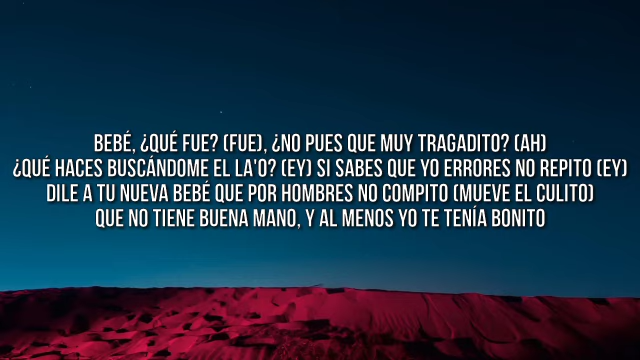 BEBÉ, ¿QUÉ FUE? (FUE), ¿NO PUES QUE MUY TRAGADITO? (AH)
¿QUÉ HACES BUSCÁNDOME EL LA'O? (EY) SI SABES QUE YO ERRORES NO REPITO (EY)
DILE A TU NUEVA BEBÉ QUE POR HOMBRES NO COMPITO (MUEVE EL CULITO)
QUE NO TIENE BUENA MANO, Y AL MENOS YO TE TENÍA BONITO